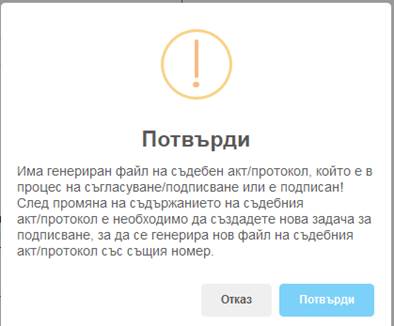 Потвърди
Има генериран файл на съдебен акт/протокол, който е в
процес на съгласуване/подписване или е подписан!
След промяна на съдържанието на съдебния
акт/протокол е необходимо да създадете нова задача за
подписване, за да се генерира нов файл на съдебния
акт/протокол със същия номер.
Отказ
Потвърди